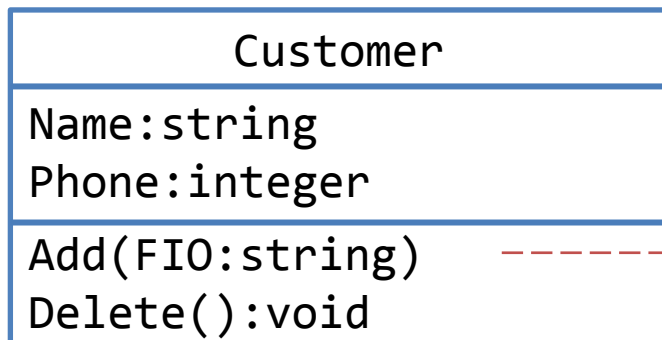 Customer
Name:string
Phone:integer
Add(FIO:string)
Delete():void